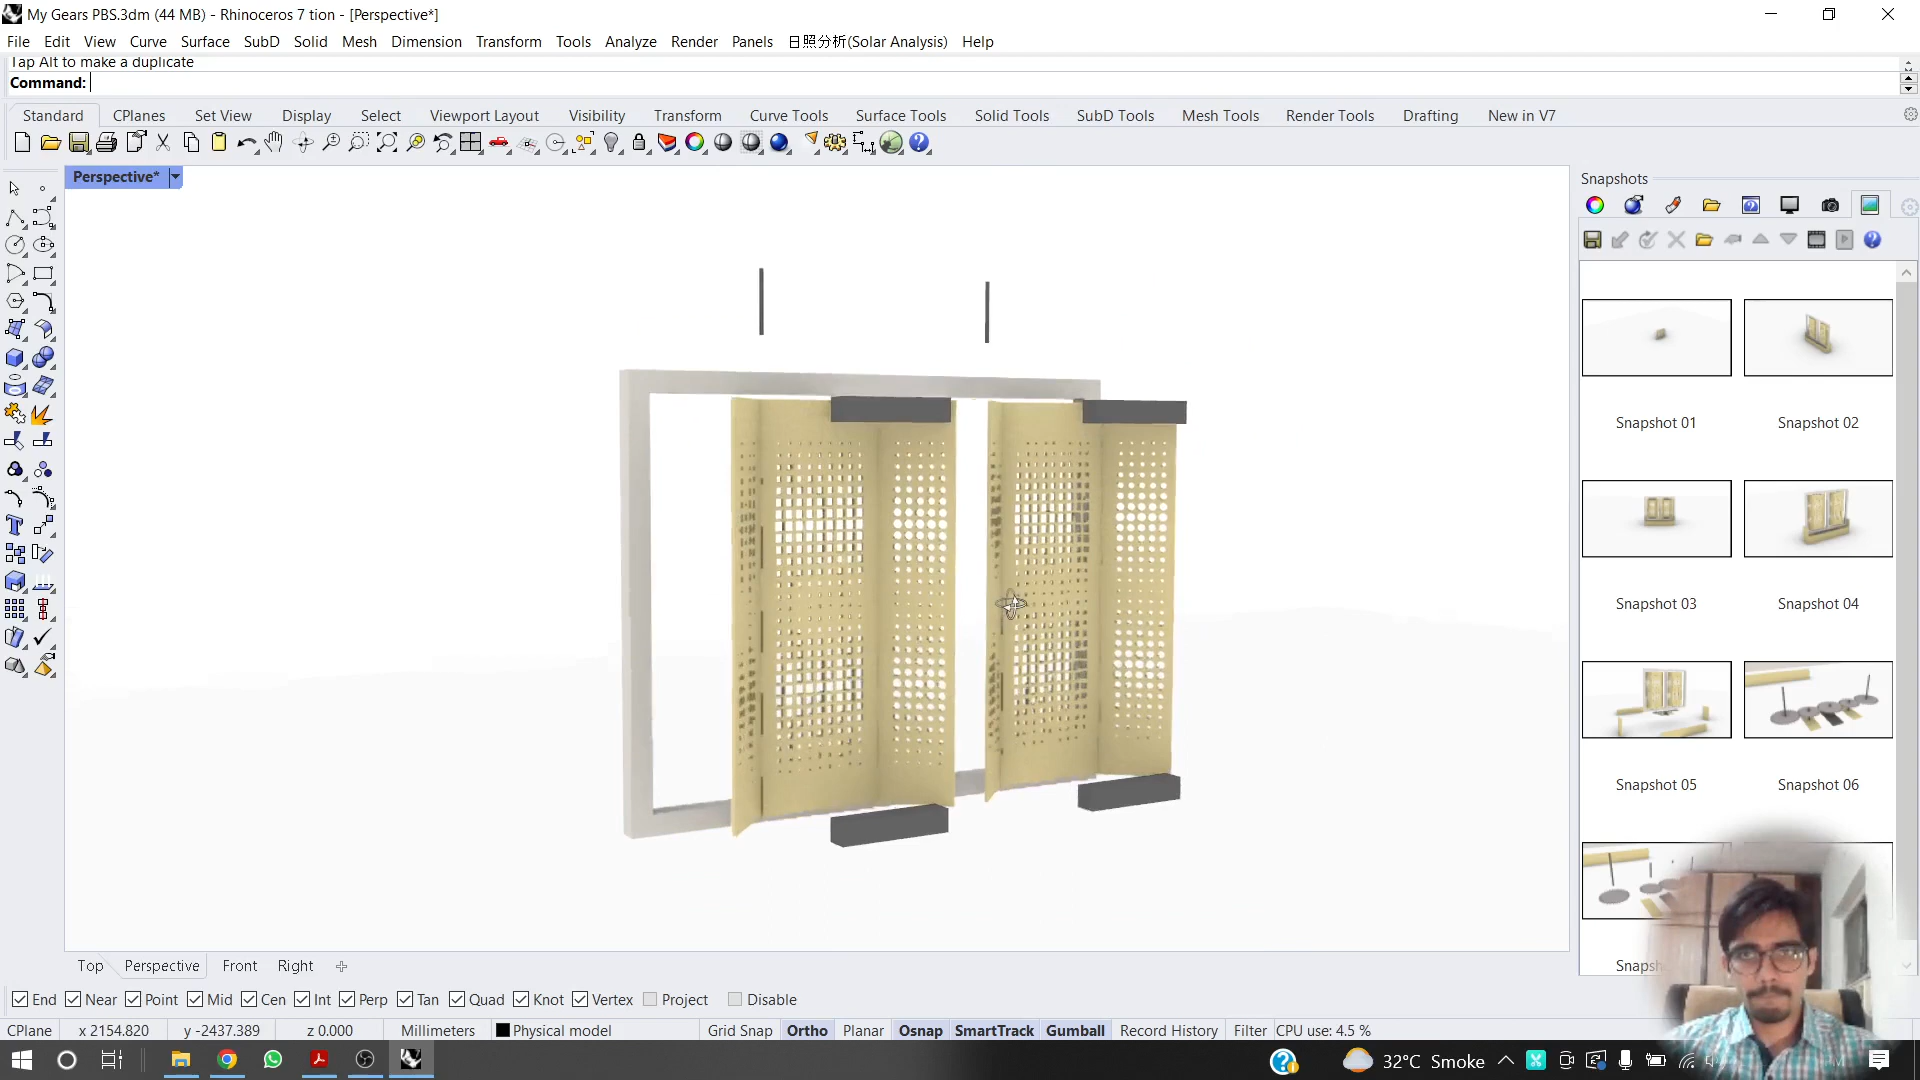 My Gears PBS.3dm (44 MB) - Rhinoceros 7 tion - [Perspective*]
File Edit View Curve Surface SubD Solid Mesh Dimension Transform Tools Analyze Render Panels 日照分析(Solar Analysis) Help
Tap Alt to make a duplicate
Command:
Standard CPlanes Set View Display Select Viewport Layout Visibility Transform Curve Tools Surface Tools Solid Tools SubD Tools Mesh Tools Render Tools Drafting New in V7
Perspective*
Snapshots
Snapshot 01 Snapshot 02
Snapshot 03 Snapshot 04
Snapshot 05 Snapshot 06
Top Perspective Front Right
End Near Point Mid Cen Int Perp Tan Quad Knot Vertex Project Disable
CPlane x 2154.820 y -2437.389 z 0.000 Millimeters Physical model Grid Snap Ortho Planar Osnap SmartTrack Gumball Record History Filter CPU use: 4.5 %
32°C Smoke